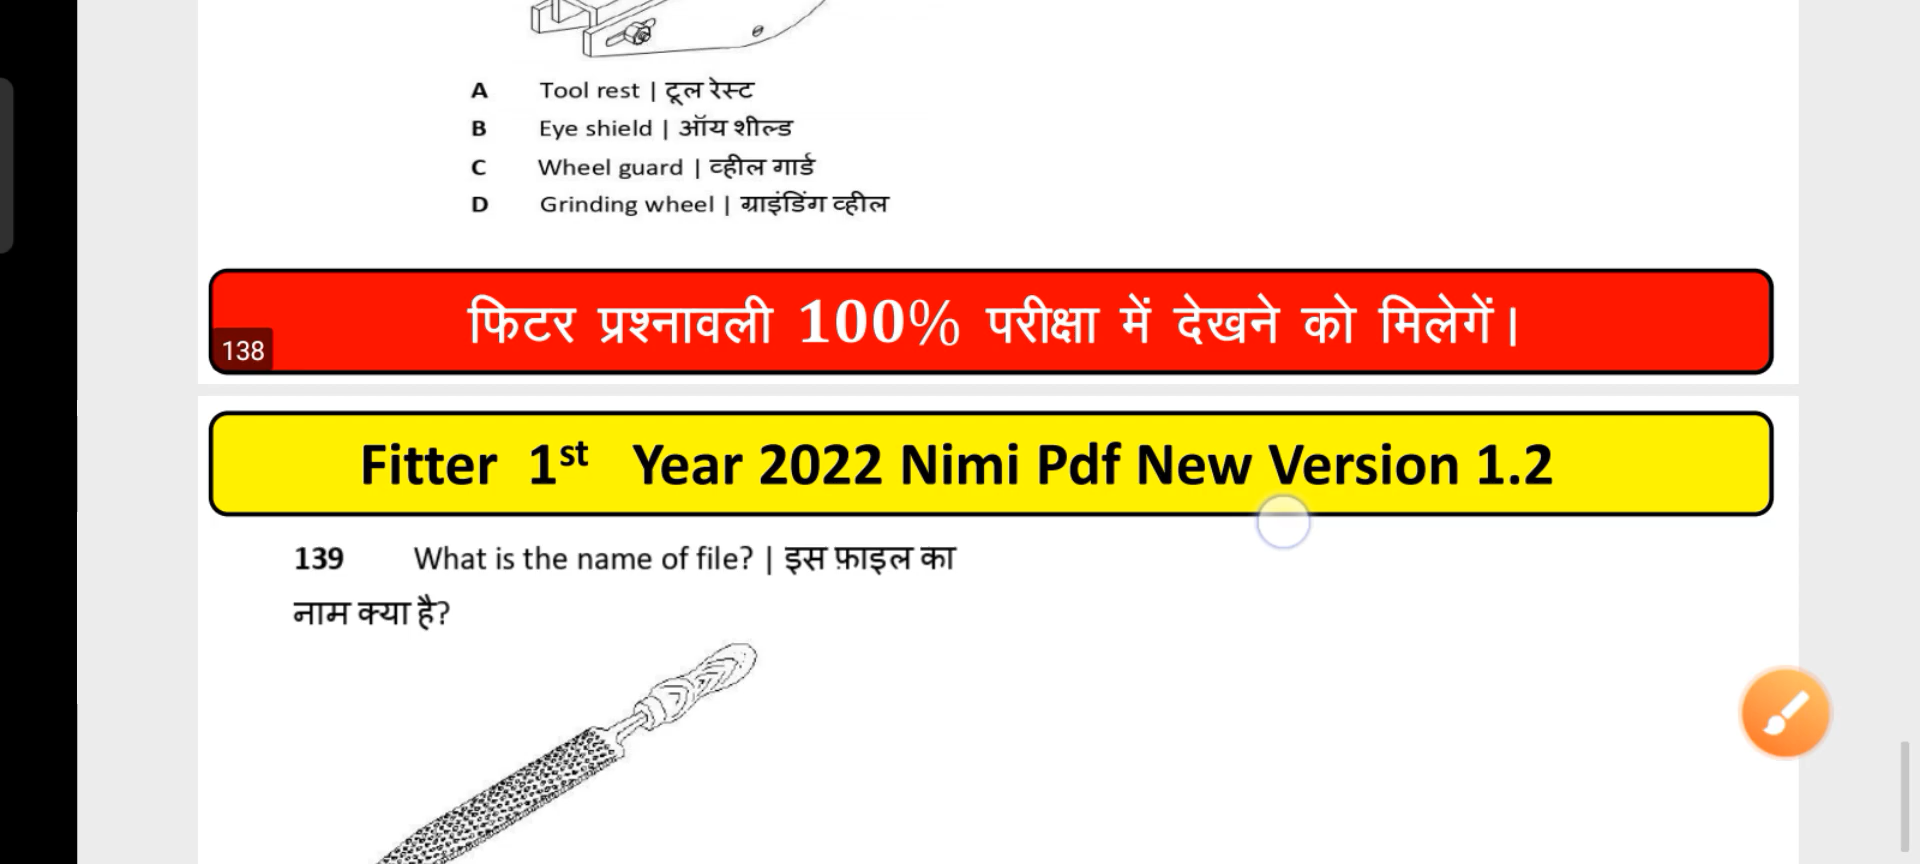 A Tool rest | टूल रेस्ट
B Eye shield | ऑय शील्ड
C Wheel guard | व्हील गार्ड
D Grinding wheel | ग्राइंडिंग व्हील
फिटर प्रश्नावली 100% परीक्षा में देखने को मिलेगें।
138
Fitter 1st Year 2022 Nimi Pdf New Version 1.2
139 What is the name of file? | इस फ़ाइल का
नाम क्या है?